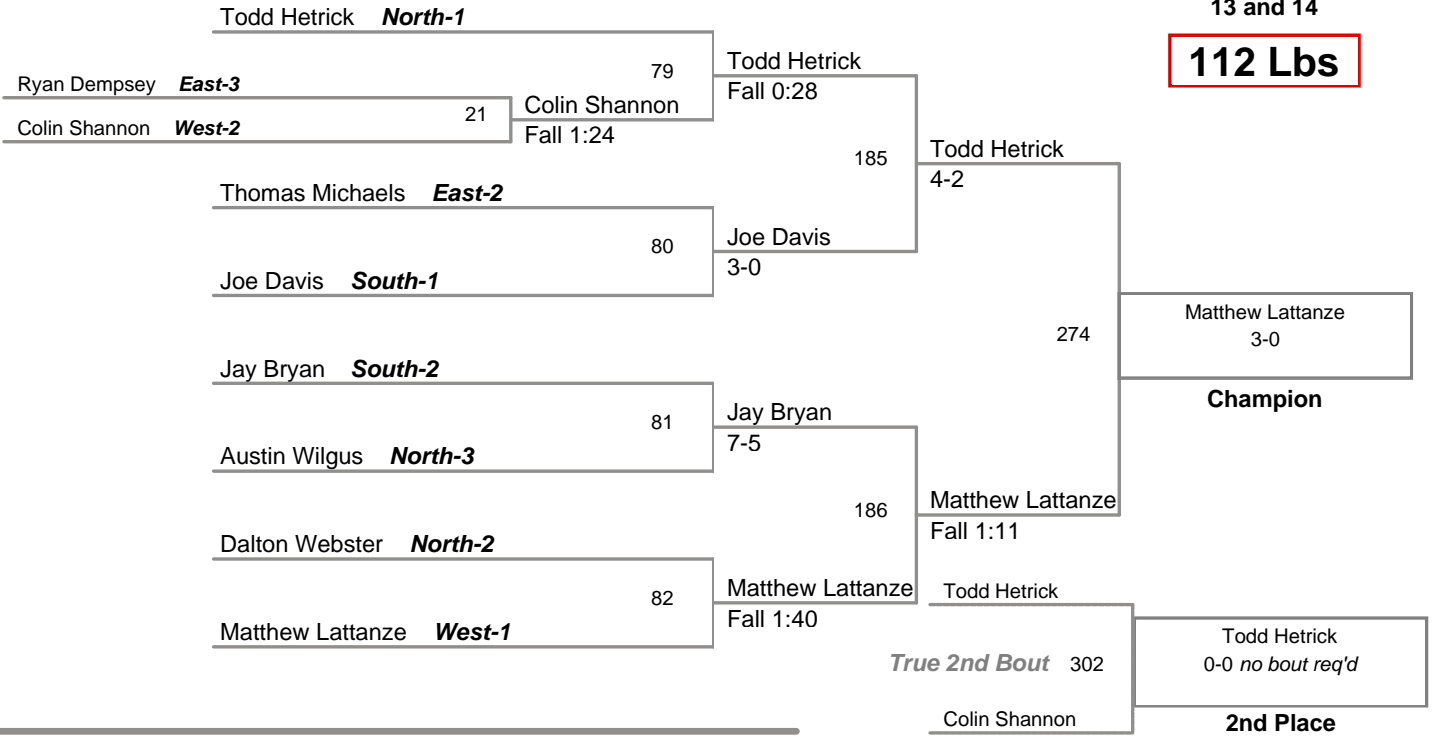 13 and 14
112 Lbs
Todd Hetrick North-1
Ryan Dempsey East-3
21
Colin Shannon West-2
Colin Shannon
Fall 1:24
79
Todd Hetrick
Fall 0:28
Thomas Michaels East-2
80
Joe Davis South-1
Joe Davis
3-0
185
Todd Hetrick
4-2
Jay Bryan South-2
81
Austin Wilgus North-3
Jay Bryan
7-5
Dalton Webster North-2
82
Matthew Lattanze West-1
Matthew Lattanze
Fall 1:40
186
Matthew Lattanze
Fall 1:11
274
Matthew Lattanze
3-0
Champion
Todd Hetrick
True 2nd Bout 302
Colin Shannon
Todd Hetrick
0-0 no bout req'd
2nd Place